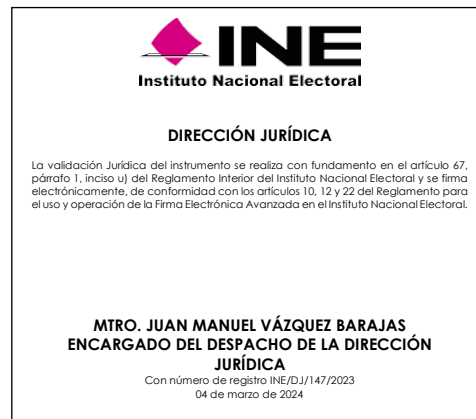 INE
Instituto Nacional Electoral
DIRECCIÓN JURÍDICA
La validación Jurídica del instrumento se realiza con fundamento en el artículo 67,
párrafo 1, inciso u) del Reglamento Interior del Instituto Nacional Electoral y se firma
electrónicamente, de conformidad con los artículos 10, 12 y 22 del Reglamento para
el uso y operación de la Firma Electrónica Avanzada en el Instituto Nacional Electoral.
MTRO. JUAN MANUEL VÁZQUEZ BARAJAS
ENCARGADO DEL DESPACHO DE LA DIRECCIÓN
JURÍDICA
Con número de registro INE/DJ/147/2023
04 de marzo de 2024